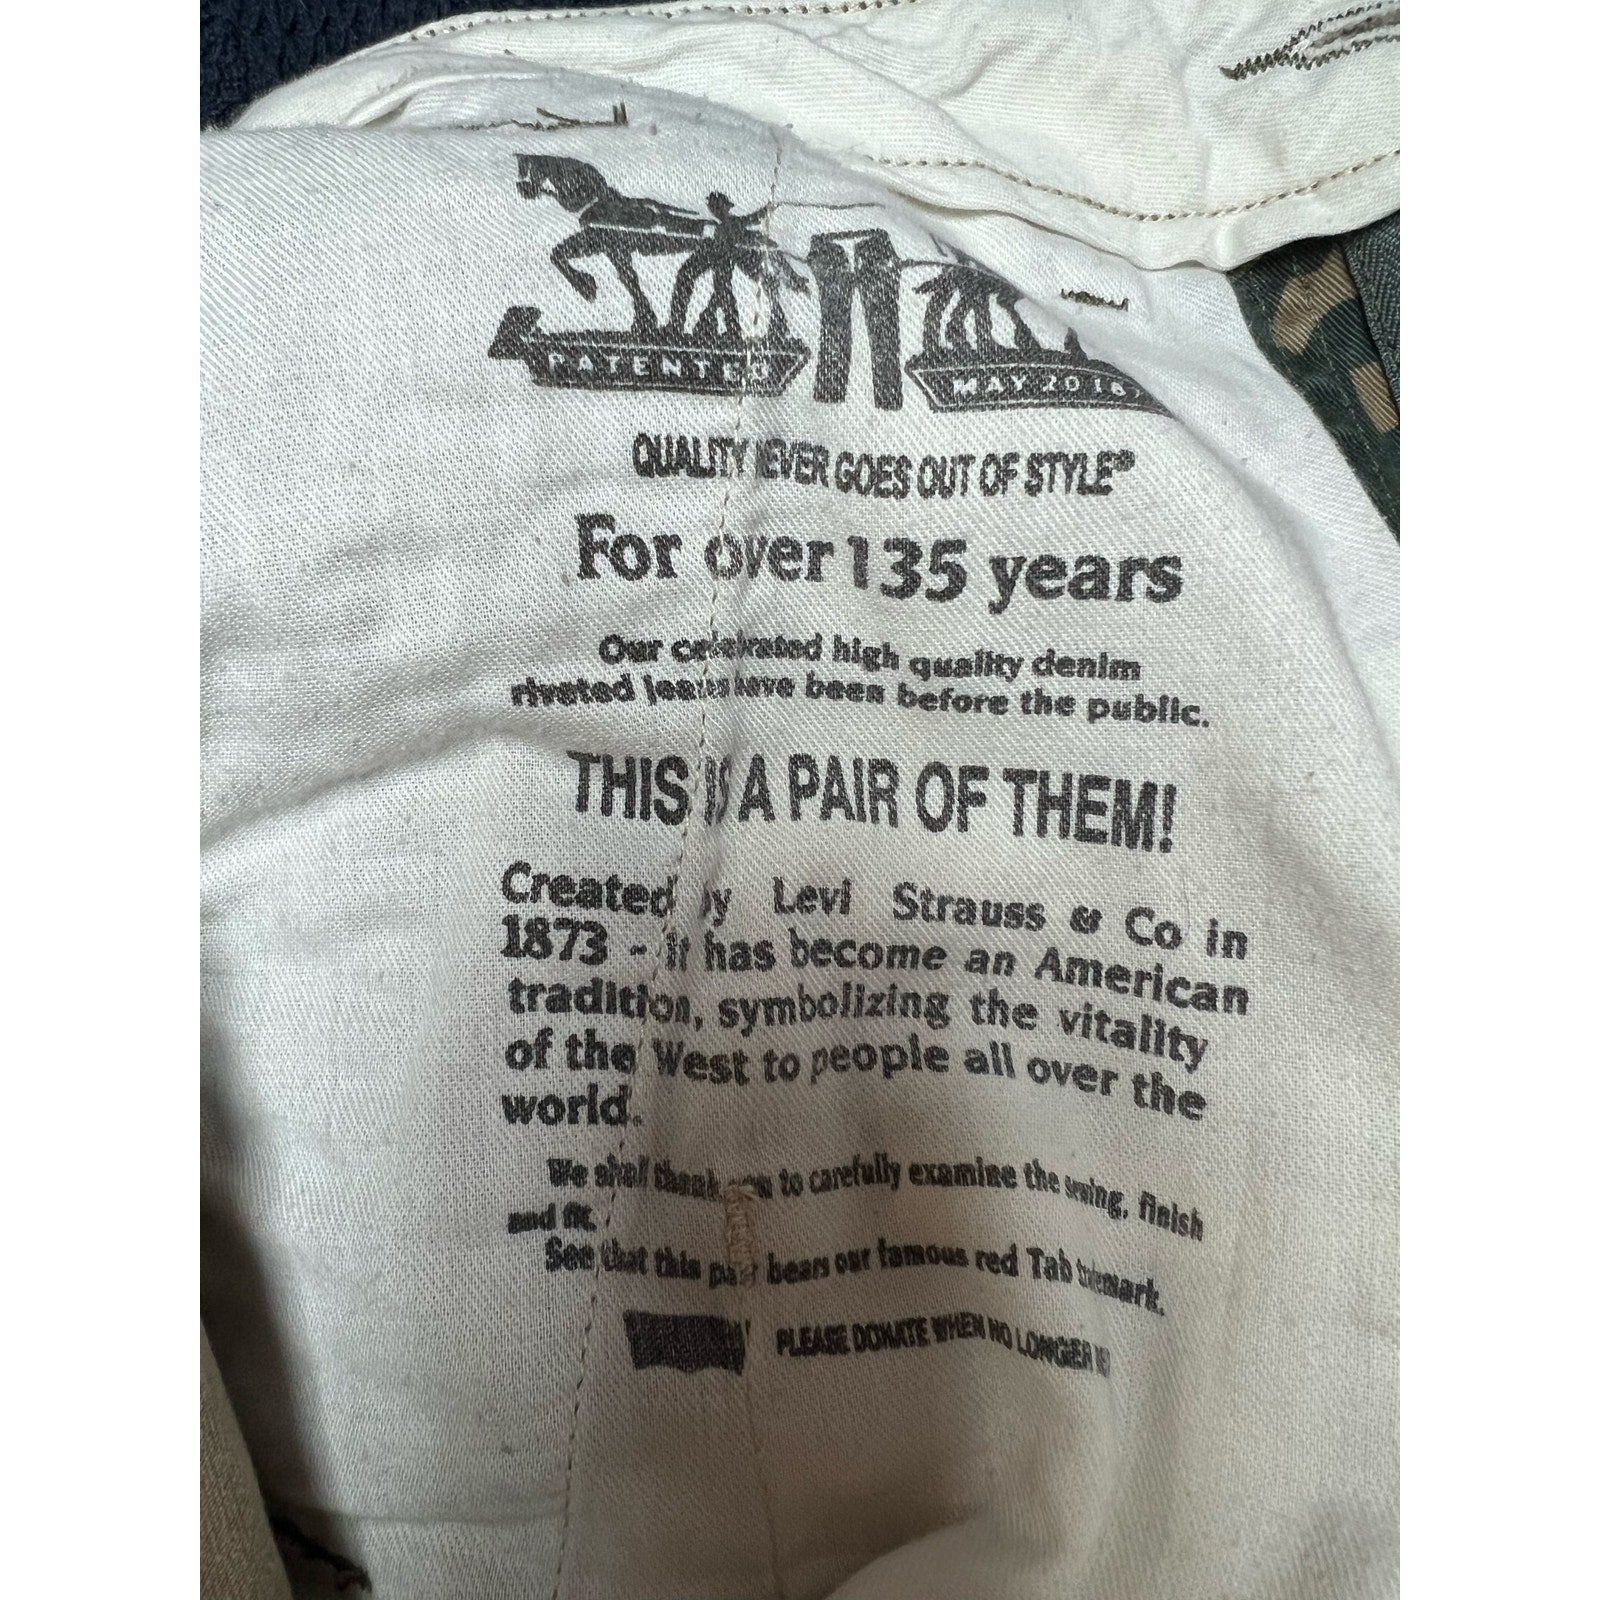 PATENTED
MAY 20 187
QUALITY NEVER GOES OUT OF STYLE®
For over 135 years
Our celebrated high quality denim
riveted jeans have been before the public.
THIS IS A PAIR OF THEM!
Created by Levi Strauss & Co in
1873 - It has become an American
tradition, symbolizing the vitality
of the West to people all over the
world.
We shall thank you to carefully examine the sewing, finish
and fit.
See that this pair bears our famous red Tab trademark.
PLEASE DONATE WHEN NO LONGER